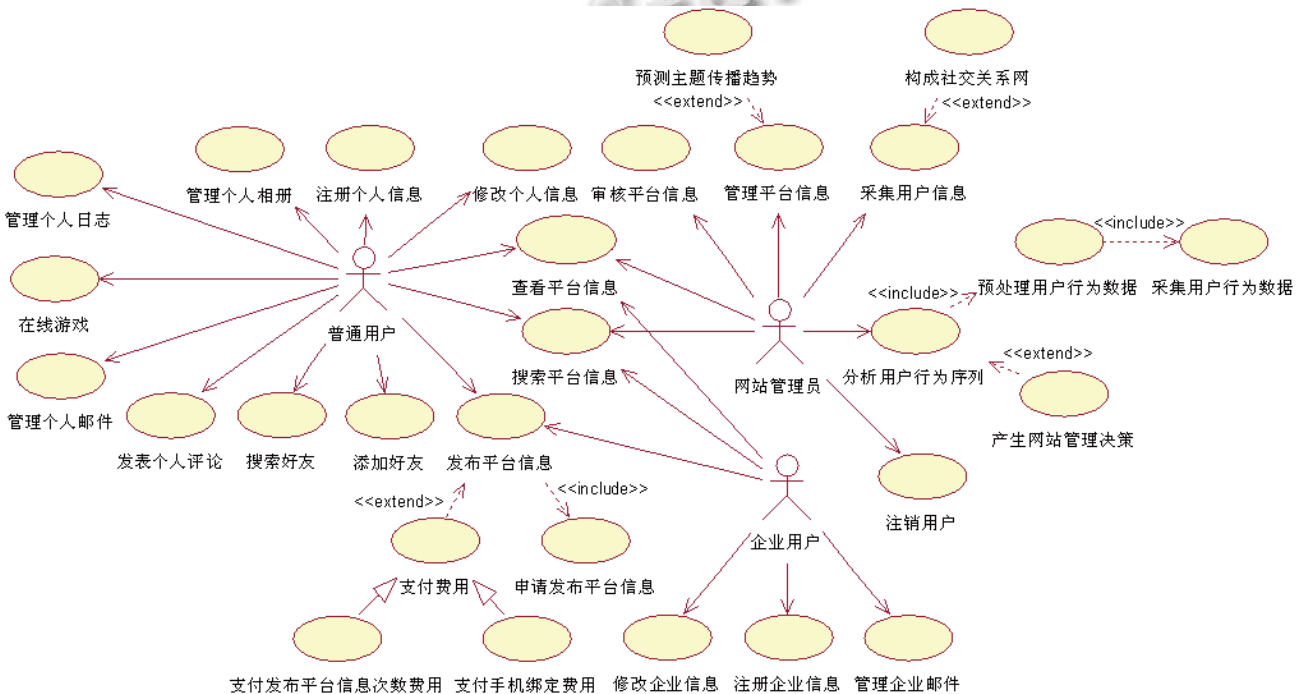 预测主题传播趋势
构成社交关系网
<<extend>>
<<extend>>
管理个人相册
注册个人信息
修改个人信息
审核平台信息
管理平台信息
采集用户信息
管理个人日志
<<include>>
查看平台信息
<<include>>
预处理用户行为数据
采集用户行为数据
在线游戏
普通用户
搜索平台信息
网站管理员
分析用户行为序列
<<extend>>
管理个人邮件
产生网站管理决策
发表个人评论
搜索好友
添加好友
发布平台信息
<<extend>>
<<include>>
注销用户
企业用户
支付费用
申请发布平台信息
支付发布平台信息次数费用
支付手机绑定费用
修改企业信息
注册企业信息
管理企业邮件